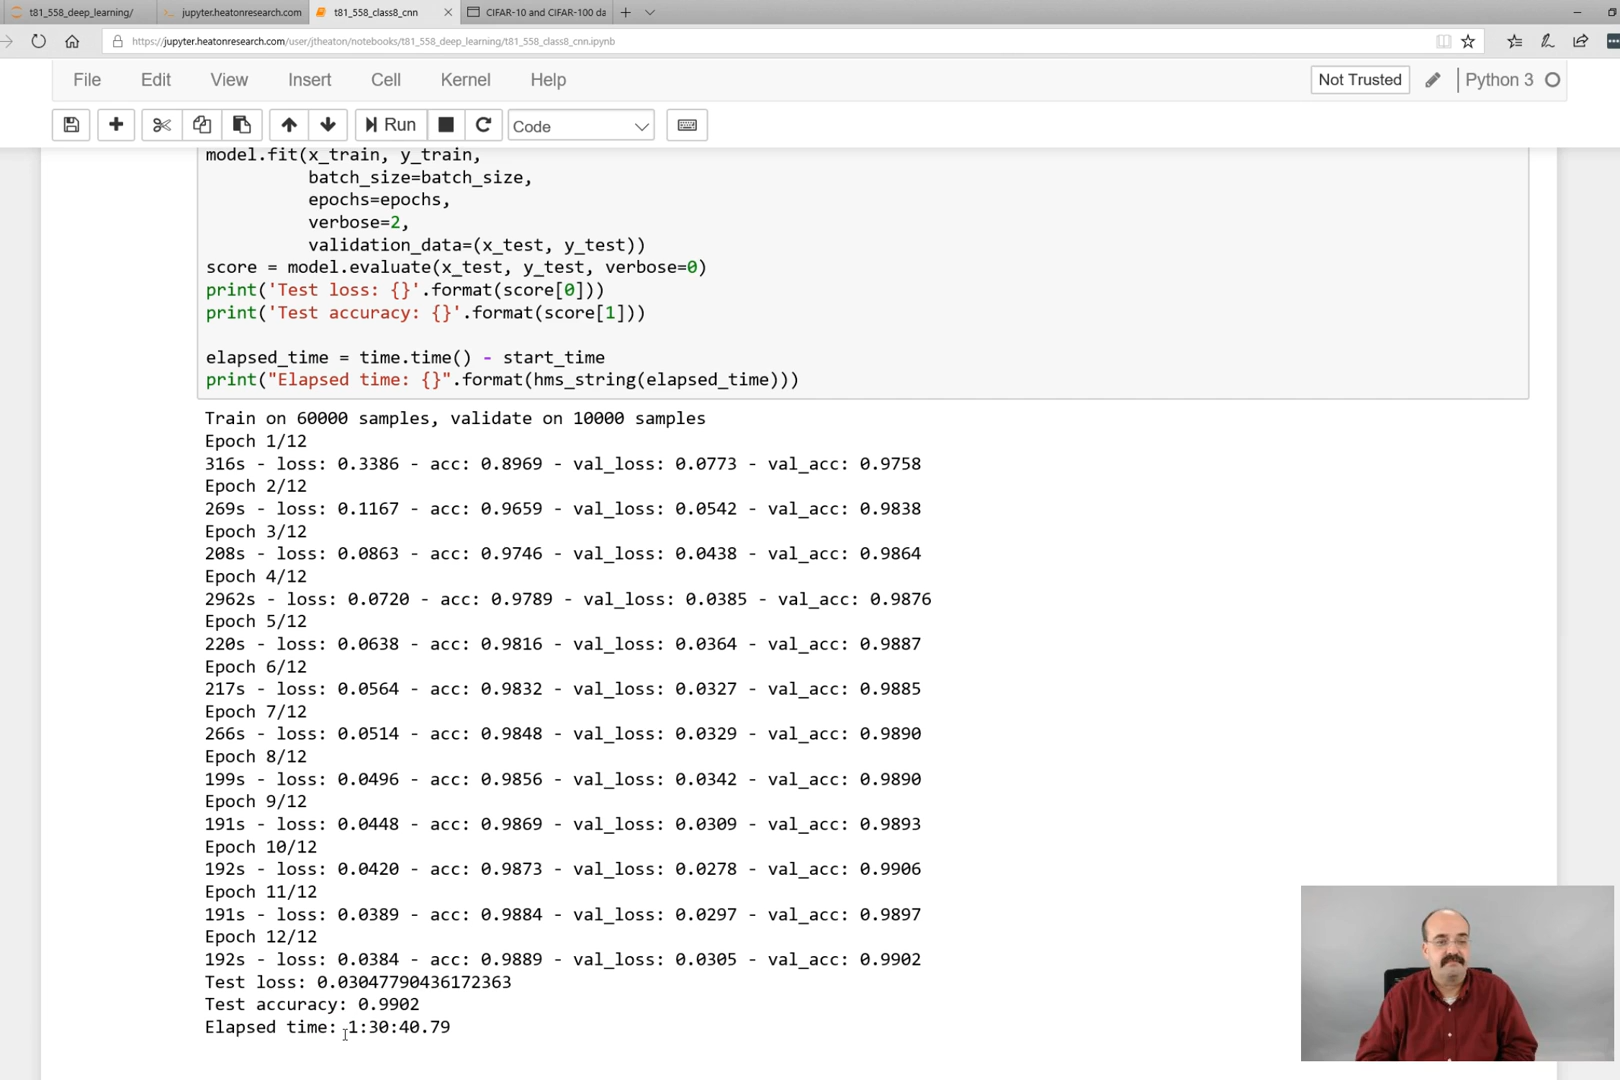 t81_558_deep_learning/
jupyter.heatonresearch.com
t81_558_class8_cnn
CIFAR-10 and CIFAR-100 da
https://jupyter.heatonresearch.com/user/jtheaton/notebooks/t81_558_deep_learning/t81_558_class8_cnn.ipynb
File Edit View Insert Cell Kernel Help
Not Trusted
Python 3
Run
Code
model.fit(x_train, y_train,
batch_size=batch_size,
epochs=epochs,
verbose=2,
validation_data=(x_test, y_test))
score = model.evaluate(x_test, y_test, verbose=0)
print('Test loss: {}'.format(score[0]))
print('Test accuracy: {}'.format(score[1]))
elapsed_time = time.time() - start_time
print("Elapsed time: {}".format(hms_string(elapsed_time)))
Train on 60000 samples, validate on 10000 samples
Epoch 1/12
316s - loss: 0.3386 - acc: 0.8969 - val_loss: 0.0773 - val_acc: 0.9758
Epoch 2/12
269s - loss: 0.1167 - acc: 0.9659 - val_loss: 0.0542 - val_acc: 0.9838
Epoch 3/12
208s - loss: 0.0863 - acc: 0.9746 - val_loss: 0.0438 - val_acc: 0.9864
Epoch 4/12
2962s - loss: 0.0720 - acc: 0.9789 - val_loss: 0.0385 - val_acc: 0.9876
Epoch 5/12
220s - loss: 0.0638 - acc: 0.9816 - val_loss: 0.0364 - val_acc: 0.9887
Epoch 6/12
217s - loss: 0.0564 - acc: 0.9832 - val_loss: 0.0327 - val_acc: 0.9885
Epoch 7/12
266s - loss: 0.0514 - acc: 0.9848 - val_loss: 0.0329 - val_acc: 0.9890
Epoch 8/12
199s - loss: 0.0496 - acc: 0.9856 - val_loss: 0.0342 - val_acc: 0.9890
Epoch 9/12
191s - loss: 0.0448 - acc: 0.9869 - val_loss: 0.0309 - val_acc: 0.9893
Epoch 10/12
192s - loss: 0.0420 - acc: 0.9873 - val_loss: 0.0278 - val_acc: 0.9906
Epoch 11/12
191s - loss: 0.0389 - acc: 0.9884 - val_loss: 0.0297 - val_acc: 0.9897
Epoch 12/12
192s - loss: 0.0384 - acc: 0.9889 - val_loss: 0.0305 - val_acc: 0.9902
Test loss: 0.03047790436172363
Test accuracy: 0.9902
Elapsed time: 1:30:40.79